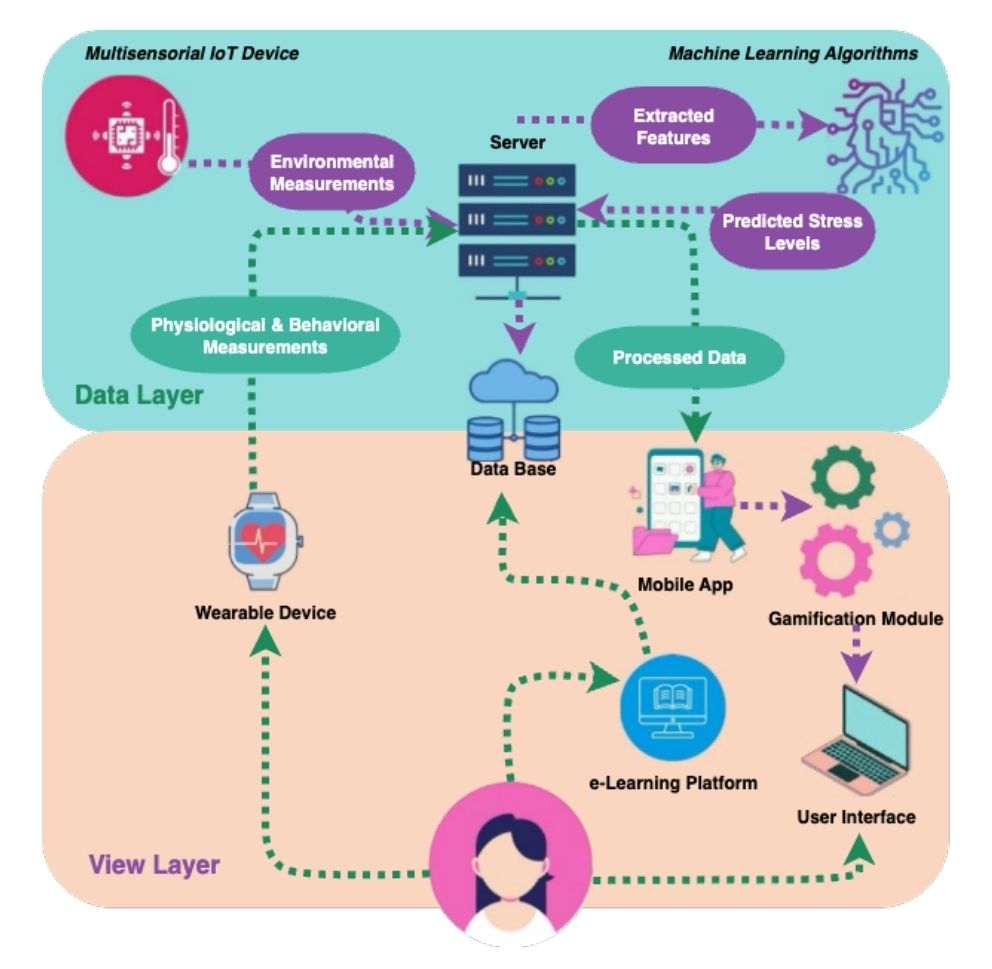 Multisensorial IoT Device
Machine Learning Algorithms
Extracted
Features
Server
Environmental
Measurements
Predicted Stress
Levels
Physiological & Behavioral
Measurements
Processed Data
Data Layer
Data Base
Mobile App
Wearable Device
Gamification Module
e-Learning Platform
User Interface
View Layer